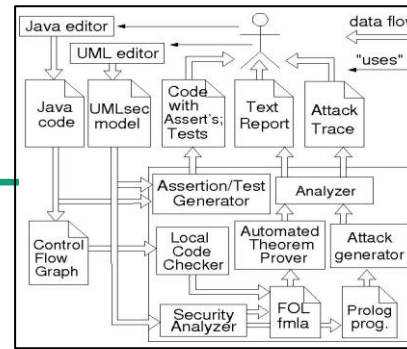 Java editor
data flow
UML editor
"uses"
Java
code
UMLsec
model
Code
with
Assert's;
Tests
Text
Report
Attack
Trace
Assertion/Test
Generator
Analyzer
Control
Flow
Graph
Local
Code
Checker
Automated
Theorem
Prover
Attack
generator
Security
Analyzer
FOL
fmla
Prolog
prog.